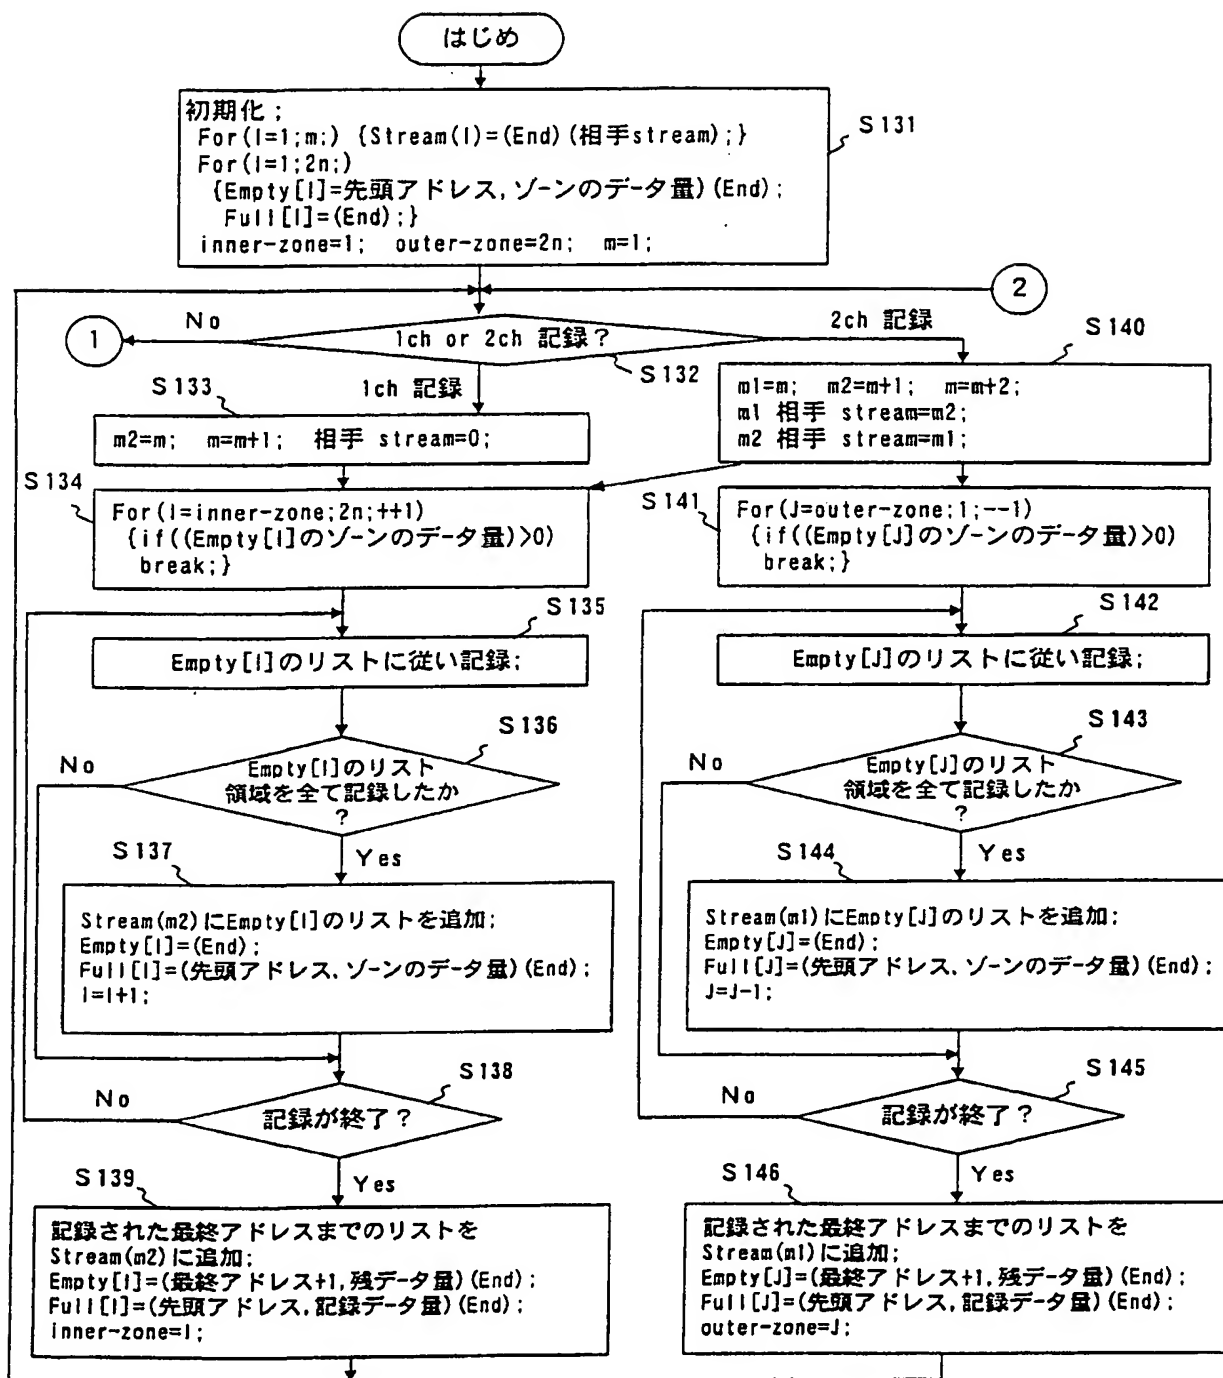 はじめ
初期化;
For(I=1;m;) {Stream(I)=(End)(相手stream);}
For(I=1;2n;)
{Empty[I]=先頭アドレス,ゾーンのデータ量)(End);
Full[I]=(End);}
inner-zone=1; outer-zone=2n; m=1;
S131
2
1
No
1ch or 2ch 記録?
2ch 記録
S132
S140
S133
1ch 記録
m2=m; m=m+1; 相手 stream=0;
m1=m; m2=m+1; m=m+2;
m1 相手 stream=m2;
m2 相手 stream=m1;
S134
For(I=inner-zone;2n;++1)
{if((Empty[I]のゾーンのデータ量)>0)
break;}
S141
For(J=outer-zone;1;--1)
{if((Empty[J]のゾーンのデータ量)>0)
break;}
S135
Empty[I]のリストに従い記録;
S142
Empty[J]のリストに従い記録;
S136
No
Empty[I]のリスト
領域を全て記録したか
?
Yes
S143
No
Empty[J]のリスト
領域を全て記録したか
?
Yes
S137
Stream(m2)にEmpty[I]のリストを追加;
Empty[I]=(End);
Full[I]=(先頭アドレス,ゾーンのデータ量)(End);
I=I+1;
S144
Stream(m1)にEmpty[J]のリストを追加;
Empty[J]=(End);
Full[J]=(先頭アドレス,ゾーンのデータ量)(End);
J=J-1;
S138
No
記録が終了?
Yes
S145
No
記録が終了?
Yes
S139
記録された最終アドレスまでのリストを
Stream(m2)に追加;
Empty[I]=(最終アドレス+1,残データ量)(End);
Full[I]=(先頭アドレス,記録データ量)(End);
inner-zone=I;
S146
記録された最終アドレスまでのリストを
Stream(m1)に追加;
Empty[J]=(最終アドレス+1,残データ量)(End);
Full[J]=(先頭アドレス,記録データ量)(End);
outer-zone=J;